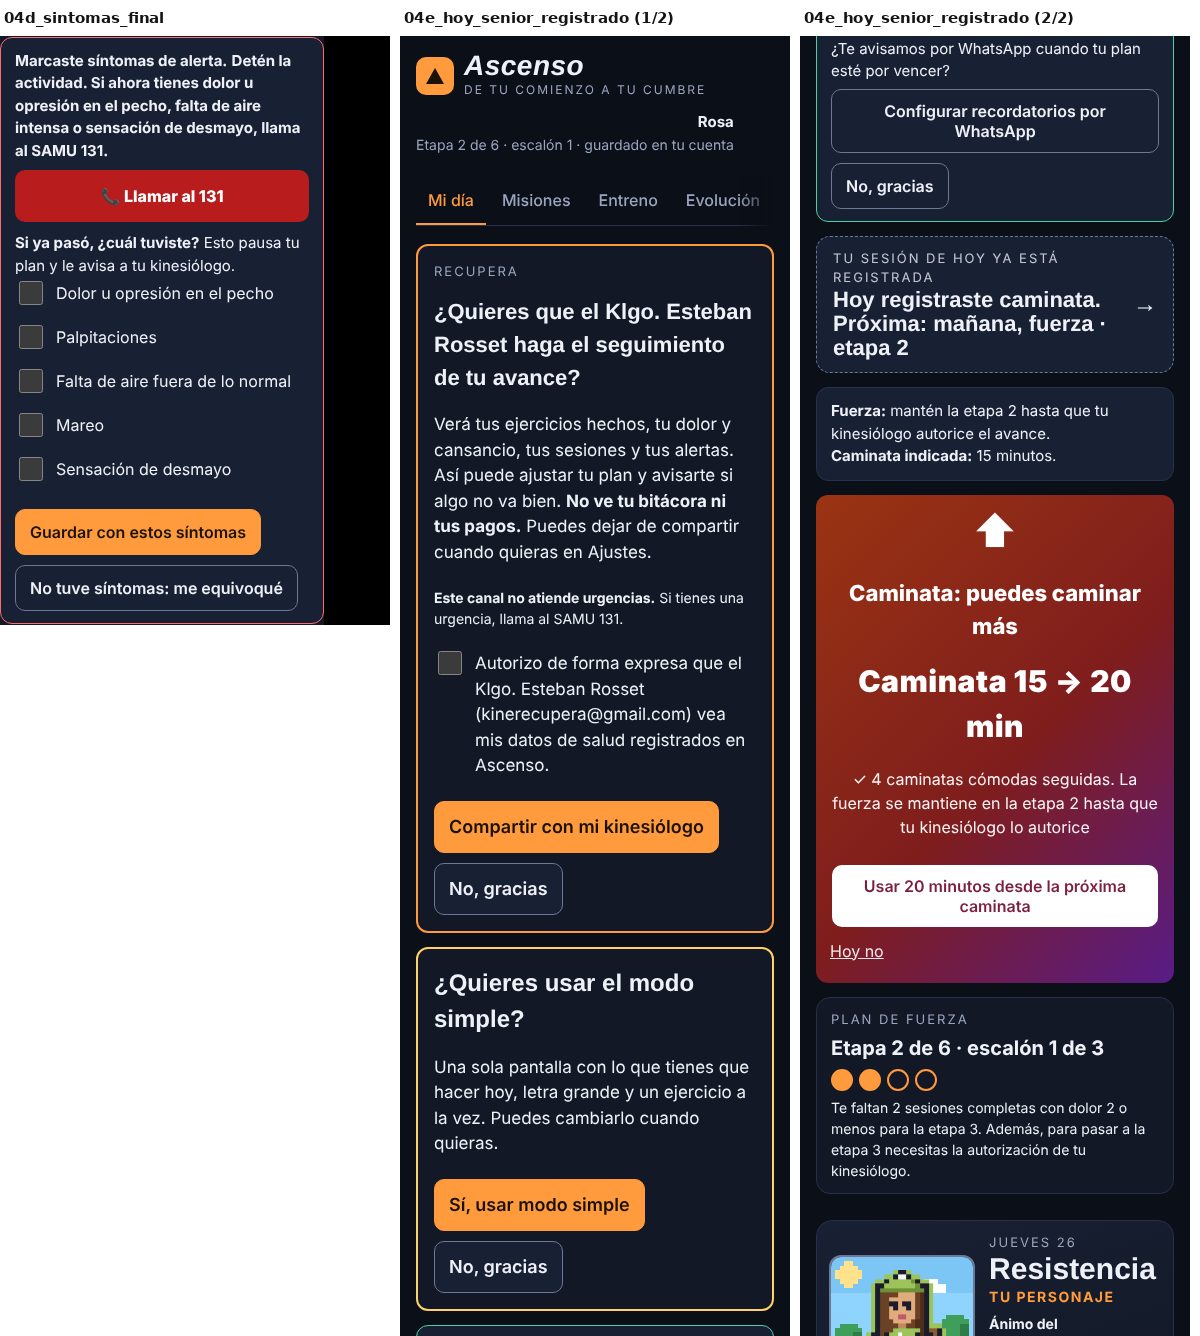 04d_sintomas_final
Marcaste síntomas de alerta. Detén la
actividad. Si ahora tienes dolor u
opresión en el pecho, falta de aire
intensa o sensación de desmayo, llama
al SAMU 131.
📞 Llamar al 131
Si ya pasó, ¿cuál tuviste? Esto pausa tu
plan y le avisa a tu kinesiólogo.
Dolor u opresión en el pecho
Palpitaciones
Falta de aire fuera de lo normal
Mareo
Sensación de desmayo
Guardar con estos síntomas
No tuve síntomas: me equivoqué
04e_hoy_senior_registrado (1/2)
Ascenso
DE TU COMIENZO A TU CUMBRE
Rosa
Etapa 2 de 6 · escalón 1 · guardado en tu cuenta
Mi día Misiones Entreno Evolución
RECUPERA
¿Quieres que el Klgo. Esteban
Rosset haga el seguimiento
de tu avance?
Verá tus ejercicios hechos, tu dolor y
cansancio, tus sesiones y tus alertas.
Así puede ajustar tu plan y avisarte si
algo no va bien. No ve tu bitácora ni
tus pagos. Puedes dejar de compartir
cuando quieras en Ajustes.
Este canal no atiende urgencias. Si tienes una
urgencia, llama al SAMU 131.
Autorizo de forma expresa que el
Klgo. Esteban Rosset
(kinerecupera@gmail.com) vea
mis datos de salud registrados en
Ascenso.
Compartir con mi kinesiólogo
No, gracias
¿Quieres usar el modo
simple?
Una sola pantalla con lo que tienes que
hacer hoy, letra grande y un ejercicio a
la vez. Puedes cambiarlo cuando
quieras.
Sí, usar modo simple
No, gracias
04e_hoy_senior_registrado (2/2)
¿Te avisamos por WhatsApp cuando tu plan
esté por vencer?
Configurar recordatorios por
WhatsApp
No, gracias
TU SESIÓN DE HOY YA ESTÁ
REGISTRADA
Hoy registraste caminata.
Próxima: mañana, fuerza ·
etapa 2
→
Fuerza: mantén la etapa 2 hasta que tu
kinesiólogo autorice el avance.
Caminata indicada: 15 minutos.
Caminata: puedes caminar
más
Caminata 15 → 20
min
✓ 4 caminatas cómodas seguidas. La
fuerza se mantiene en la etapa 2 hasta que
tu kinesiólogo lo autorice
Usar 20 minutos desde la próxima
caminata
Hoy no
PLAN DE FUERZA
Etapa 2 de 6 · escalón 1 de 3
Te faltan 2 sesiones completas con dolor 2 o
menos para la etapa 3. Además, para pasar a la
etapa 3 necesitas la autorización de tu
kinesiólogo.
JUEVES 26
Resistencia
TU PERSONAJE
Ánimo del